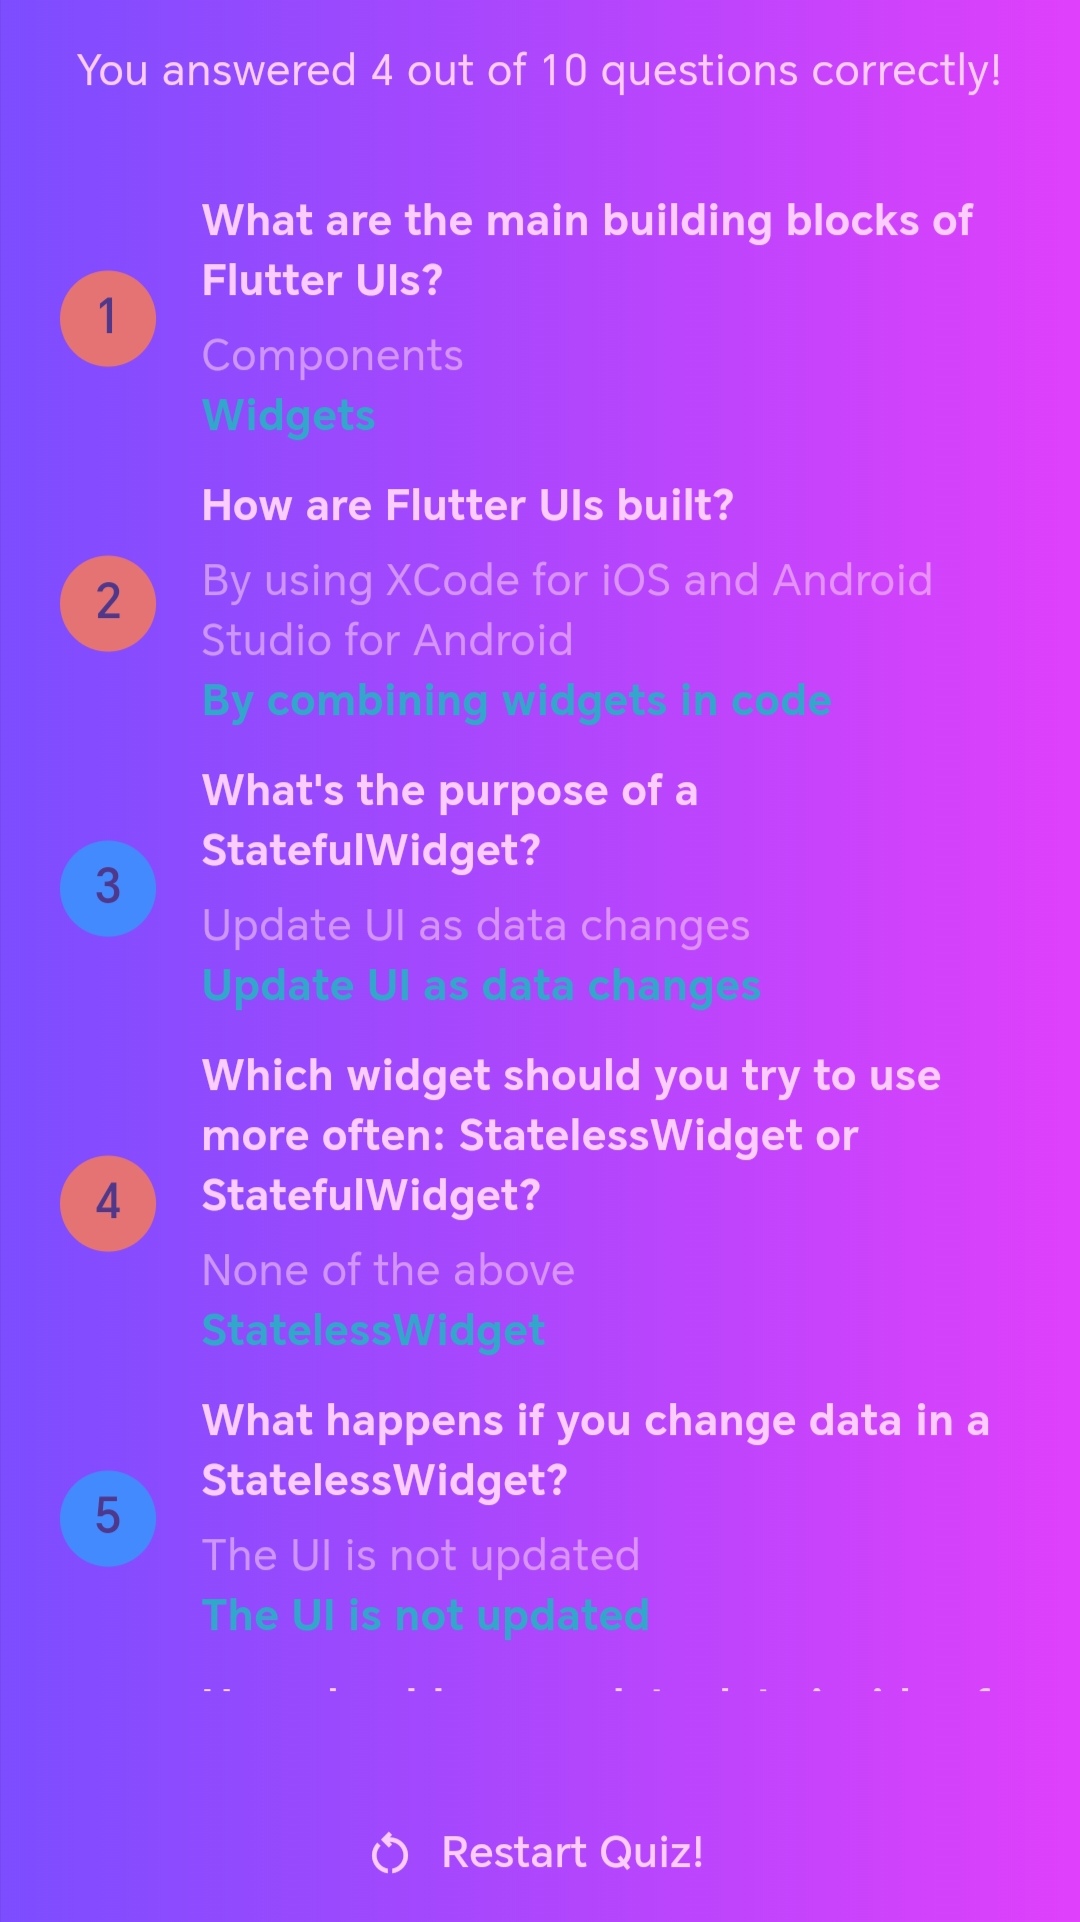 You answered 4 out of 10 questions correctly!
What are the main building blocks of
Flutter UIs?
1
Components
Widgets
How are Flutter UIs built?
2
By using XCode for iOS and Android
Studio for Android
By combining widgets in code
What's the purpose of a
StatefulWidget?
3
Update UI as data changes
Update UI as data changes
Which widget should you try to use
more often: StatelessWidget or
StatefulWidget?
4
None of the above
StatelessWidget
What happens if you change data in a
StatelessWidget?
5
The UI is not updated
The UI is not updated
Restart Quiz!